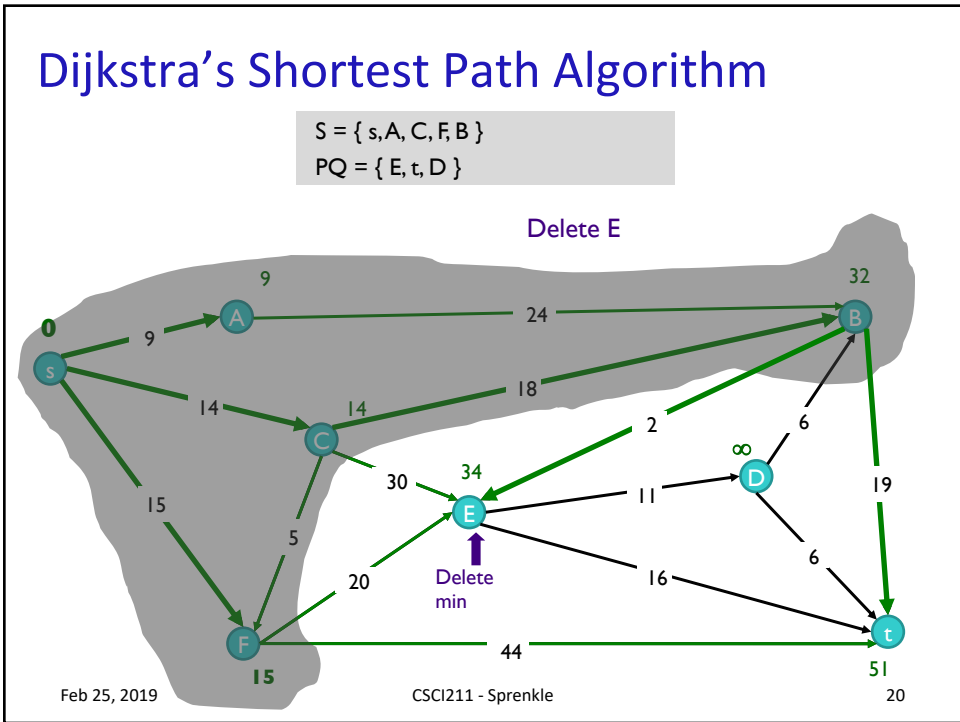 Dijkstra's Shortest Path Algorithm
S = { s, A, C, F, B }
PQ = { E, t, D }
Delete E
9
32
0
A
24
B
9
s
14
14
18
C
2
6
∞
34
30
D
19
15
11
E
5
6
20
Delete
min
16
t
F
44
15
51
Feb 25, 2019
CSCI211 - Sprenkle
20